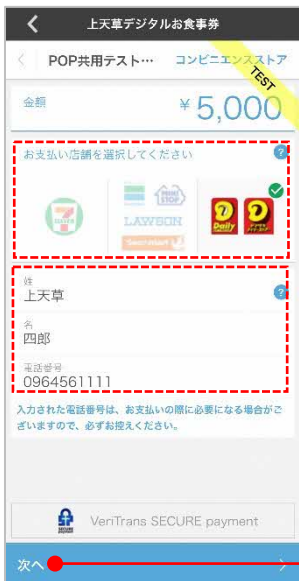 上天草デジタルお食事券
POP共用テスト… コンビニエンスストア
TEST
金額 ¥5,000
お支払い店舗を選択してください ?
LAWSON
Seicomart
MINI STOP
Daily
姓
上天草 ?
名
四郎
電話番号
0964561111
入力された電話番号は、お支払いの際に必要になる場合がご
ざいますので、必ずお控えください。
VeriTrans SECURE payment
次へ